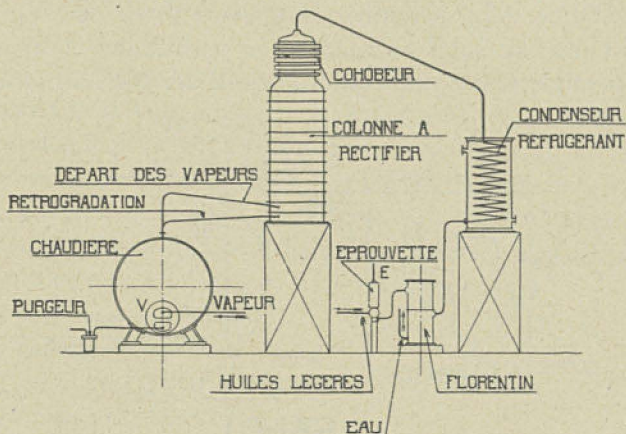 COHOBEUR
COLONNE A
RECTIFIER
CONDENSEUR
REFRIGERANT
DEPART DES VAPEURS
RETROGRADATION
CHAUDIERE
EPROUVETTE
E
V
VAPEUR
PURGEUR
HUILES LEGERES
FLORENTIN
EAU